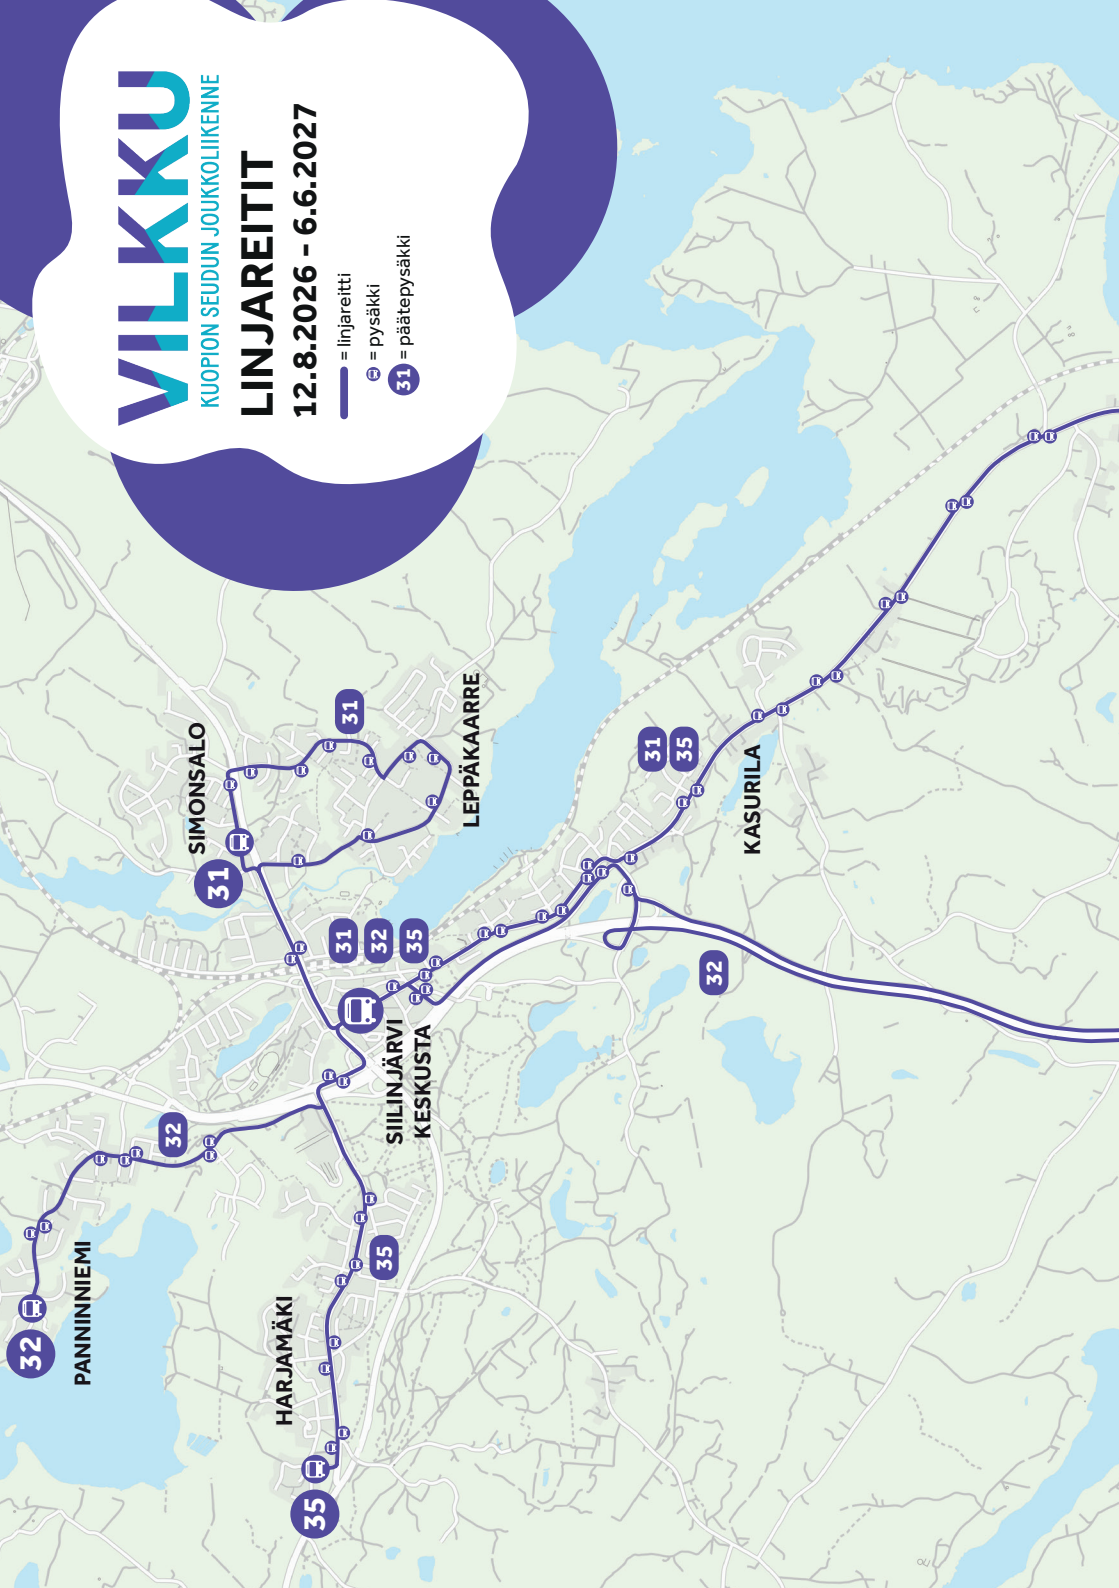 VILKKU
KUOPION SEUDUN JOUKKOLIIKENNE
LINJAREITIT
12.8.2026 – 6.6.2027
= linjareitti
= pysäkki
31 = päätepysäkki
32
PANNINNIEMI
32
SIMONSALO
31
31
LEPPÄKAARRE
35
HARJAMÄKI
35
31
32
35
SIILINJÄRVI
KESKUSTA
31
35
KASURILA
32